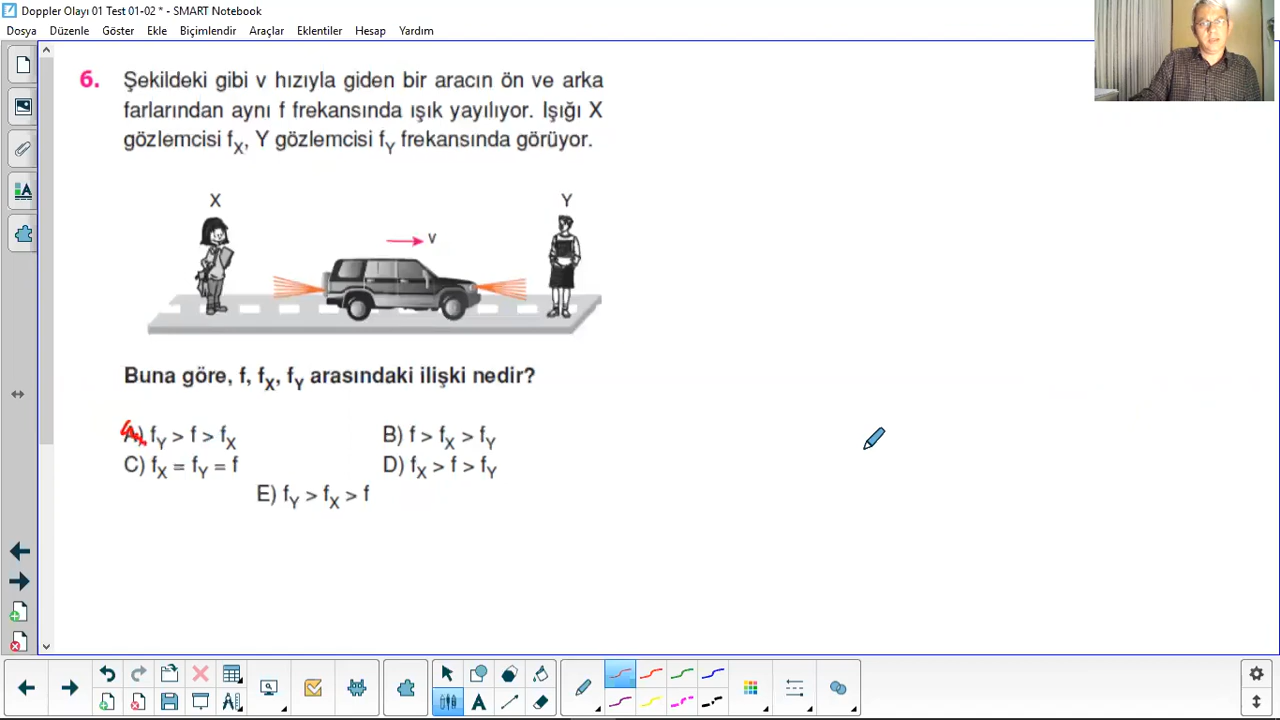 Doppler Olayı 01 Test 01-02 * - SMART Notebook
Dosya Düzenle Göster Ekle Biçimlendir Araçlar Eklentiler Hesap Yardım
6. Şekildeki gibi v hızıyla giden bir aracın ön ve arka
farlarından aynı f frekansında ışık yayılıyor. Işığı X
gözlemcisi fX, Y gözlemcisi fY frekansında görüyor.
X
Y
v
Buna göre, f, fX, fY arasındaki ilişki nedir?
A) fY > f > fX
B) f > fX > fY
C) fX = fY = f
D) fX > f > fY
E) fY > fX > f